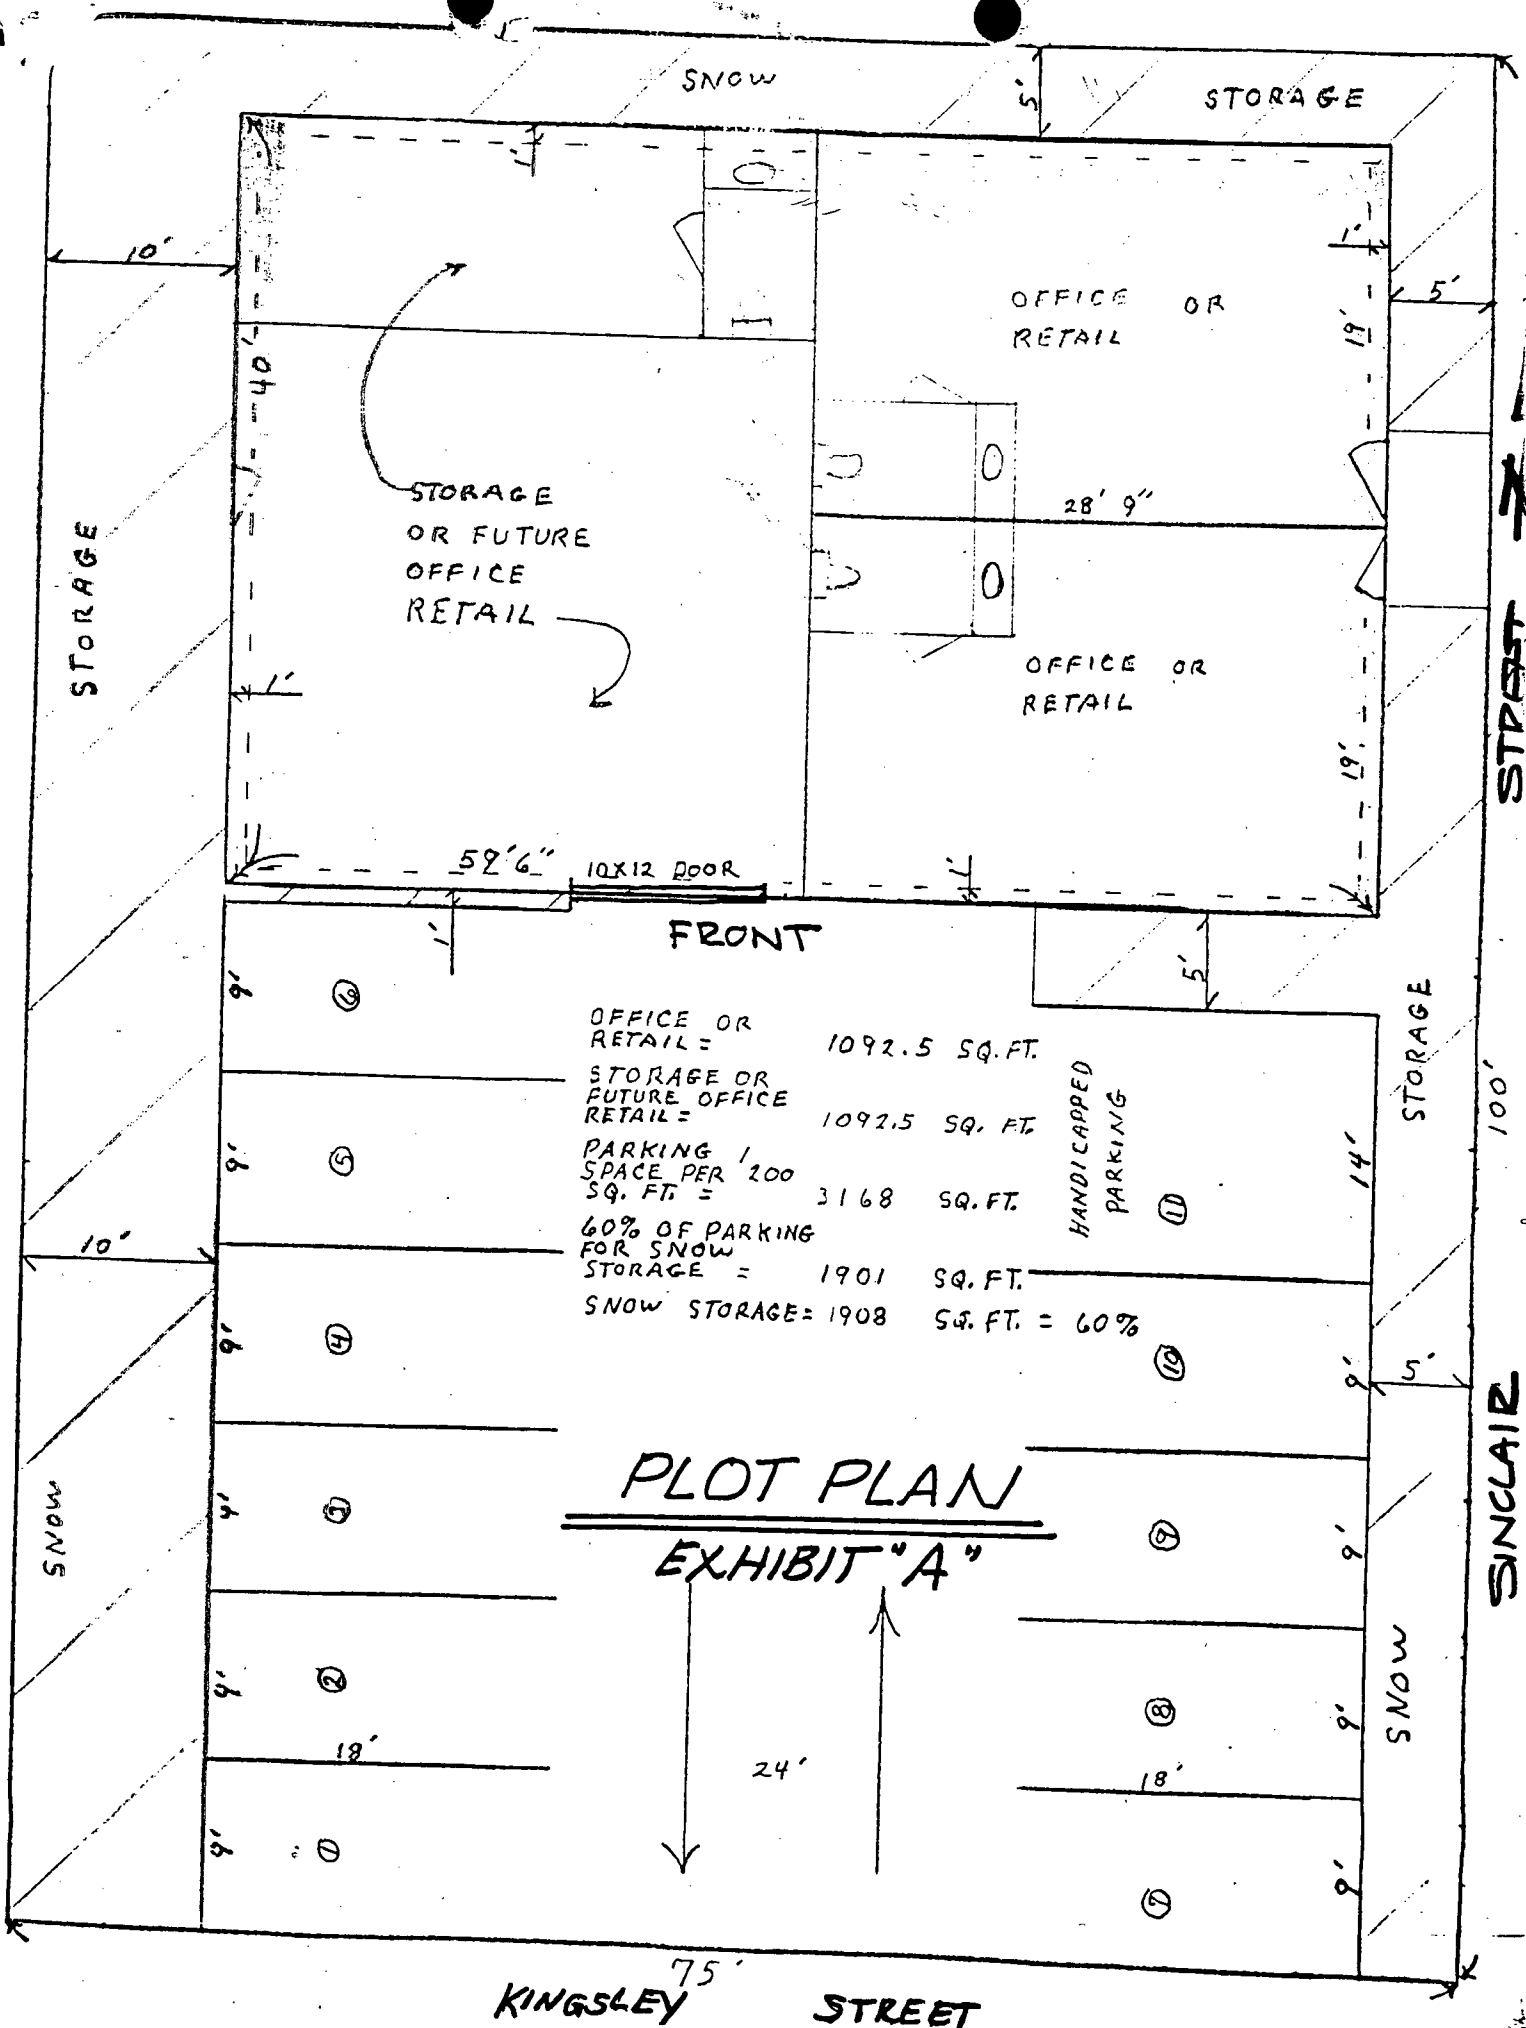 SNOW
5'
STORAGE
1'
10'
1'
OFFICE OR
RETAIL
5'
19'
40'
STORAGE
OR FUTURE
OFFICE
RETAIL
28' 9"
STORAGE
STREET
OFFICE OR
RETAIL
1'
19'
59'6"
10X12 DOOR
1'
FRONT
1'
5'
9'
6
OFFICE OR
RETAIL = 1092.5 SQ.FT.
STORAGE OR
FUTURE OFFICE
RETAIL = 1092.5 SQ. FT.
PARKING 1
SPACE PER 200
SQ. FT. = 3168 SQ.FT.
60% OF PARKING
FOR SNOW
STORAGE = 1901 SQ. FT.
SNOW STORAGE= 1908 SQ. FT. = 60%
HANDICAPPED
PARKING
11
14'
STORAGE
100'
9'
5
10'
9'
4
10
9'
5'
PLOT PLAN
EXHIBIT "A"
SNOW
9'
3
9
9'
SINCLAIR
9'
2
18'
24'
8
9'
18'
SNOW
9'
1
7
9'
75'
KINGSLEY STREET